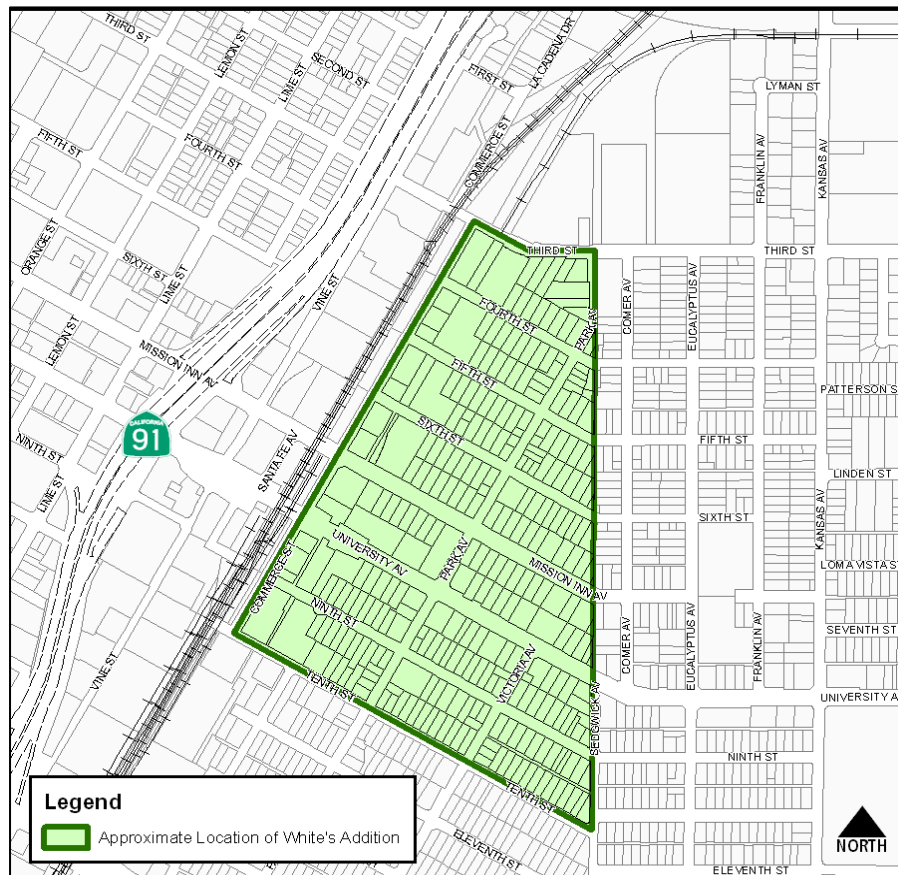 THIRD ST
LEMON ST
LIME ST
SECOND ST
FIRST ST
LA CADENA DR
COMMERCE ST
LYMAN ST
FRANKLIN AV
KANSAS AV
FIFTH ST
FOURTH ST
ORANGE ST
SIXTH ST
LIME ST
VINE ST
THIRD ST
THIRD ST
COMER AV
EUCALYPTUS AV
FOURTH ST
PARK AV
LEMON ST
MISSION INN AV
FIFTH ST
PATTERSON S
CALIFORNIA
91
NINTH ST
LIME ST
SANTA FE AV
SIXTH ST
FIFTH ST
LINDEN ST
SIXTH ST
KANSAS AV
UNIVERSITY AV
PARK AV
MISSION INN AV
LOMA VISTA ST
COMMERCE ST
NINTH ST
COMER AV
EUCALYPTUS AV
FRANKLIN AV
SEVENTH ST
VINE ST
TENTH ST
VICTORIA AV
SEDGWICK AV
UNIVERSITY A
NINTH ST
TENTH ST
Legend
Approximate Location of White's Addition
ELEVENTH ST
NORTH
ELEVENTH ST